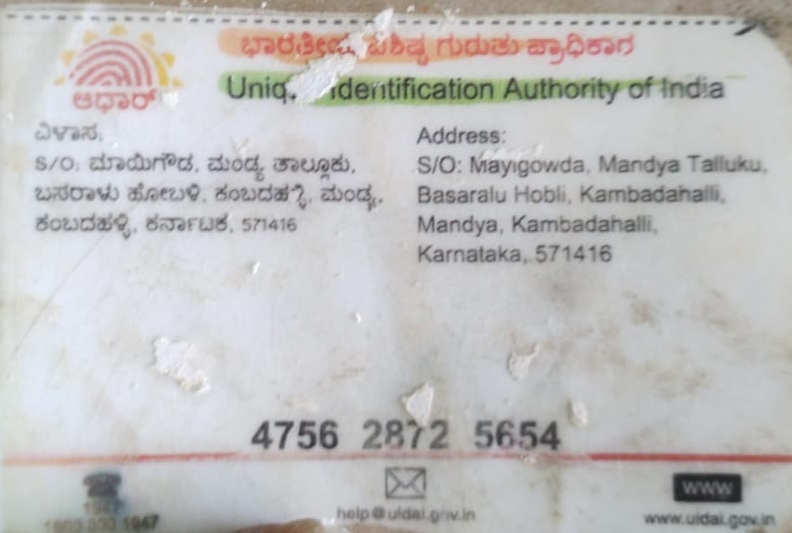 ಭಾರತೀಯ ವಿಶಿಷ್ಟ ಗುರುತು ಪ್ರಾಧಿಕಾರ
ಆಧಾರ್
Identification Authority of India
ವಿಳಾಸ:
S/O: ಮಾಯಿಗೌಡ, ಮಂಡ್ಯ ತಾಲ್ಲೂಕು,
ಬಸರಾಳು ಹೋಬಳಿ, ಕಂಬದಹಳ್ಳಿ, ಮಂಡ್ಯ,
ಕಂಬದಹಳ್ಳಿ, ಕರ್ನಾಟಕ, 571416
Address:
S/O: Mayigowda, Mandya Talluku,
Basaralu Hobli, Kambadahalli,
Mandya, Kambadahalli,
Karnataka, 571416
4756 2872 5654
1947
1947
help@uidai.gov.in
www
www.uidai.gov.in